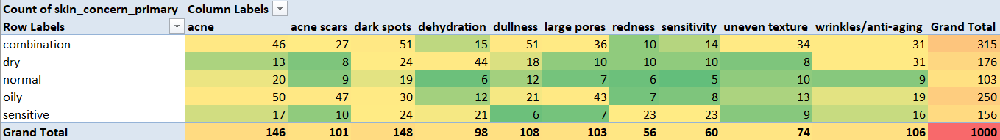 Count of skin_concern_primary Column Labels
Row Labels acne acne scars dark spots dehydration dullness large pores redness sensitivity uneven texture wrinkles/anti-aging Grand Total
combination 46 27 51 15 51 36 10 14 34 31 315
dry 13 8 24 44 18 10 10 10 8 31 176
normal 20 9 19 6 12 7 6 5 10 9 103
oily 50 47 30 12 21 43 7 8 13 19 250
sensitive 17 10 24 21 6 7 23 23 9 16 156
Grand Total 146 101 148 98 108 103 56 60 74 106 1000